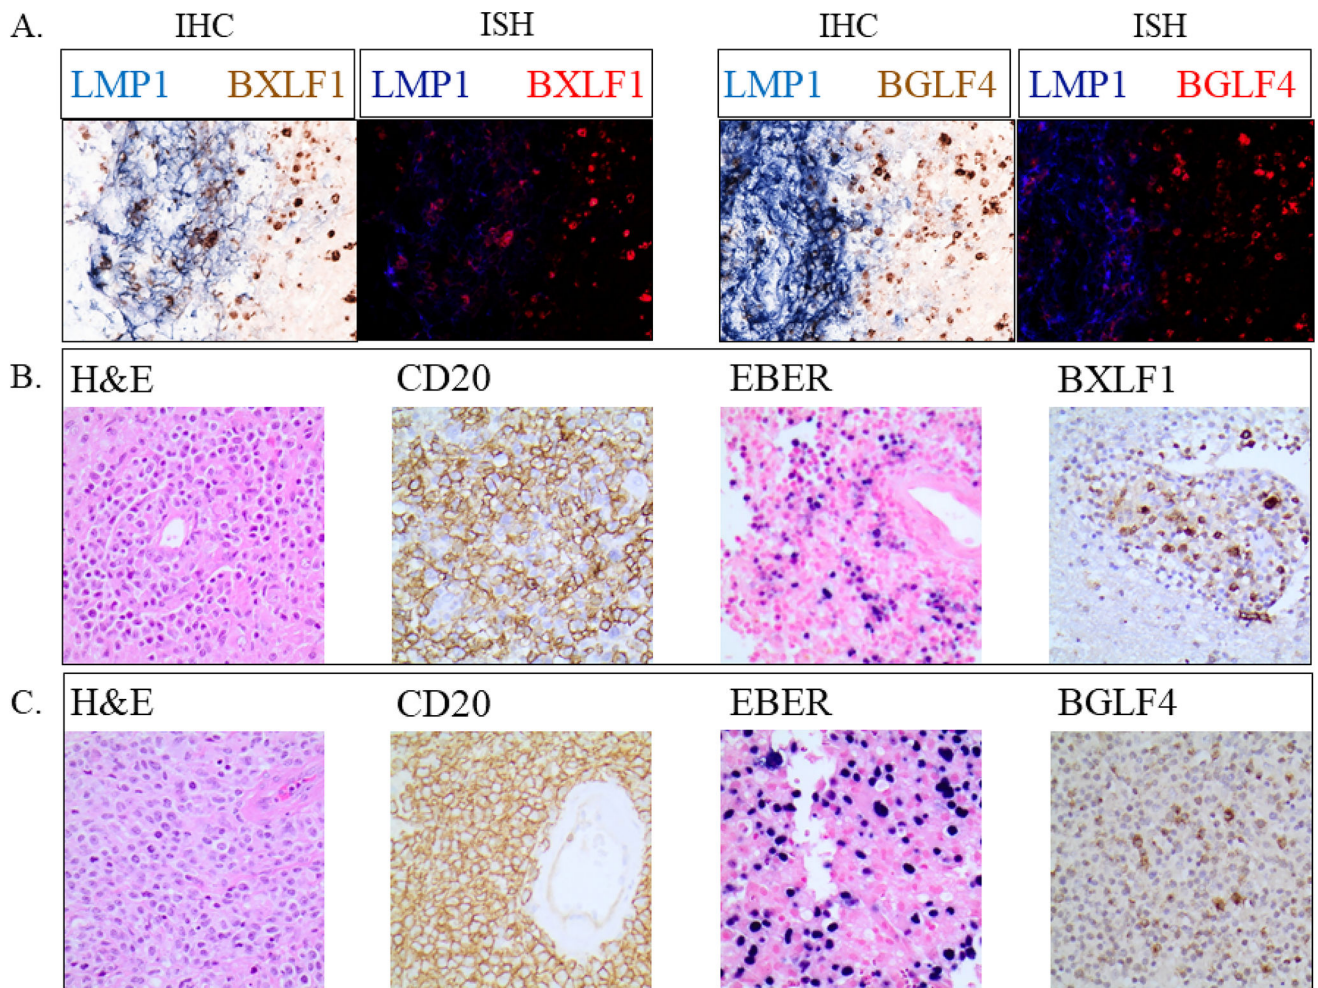 A.
IHC ISH IHC ISH
LMP1 BXLF1 LMP1 BXLF1 LMP1 BGLF4 LMP1 BGLF4
B.
H&E CD20 EBER BXLF1
C.
H&E CD20 EBER BGLF4